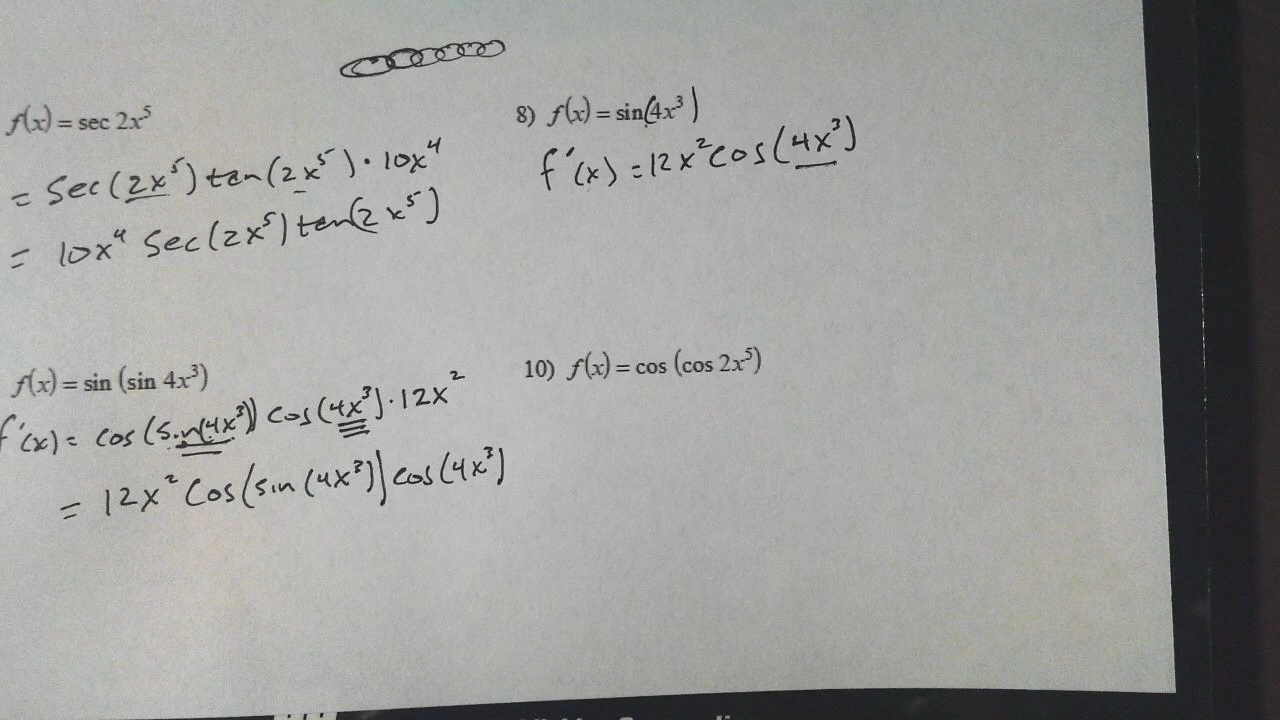 f(x) = sec 2x⁵
= sec(2x⁵) tan(2x⁵) · 10x⁴
= 10x⁴ sec(2x⁵) tan(2x⁵)
8) f(x) = sin(4x³)
f'(x) = 12x² cos(4x³)
f(x) = sin (sin 4x³)
f'(x) = cos(sin(4x³)) cos(4x³) · 12x²
= 12x² cos(sin(4x³)) cos(4x³)
10) f(x) = cos (cos 2x⁵)